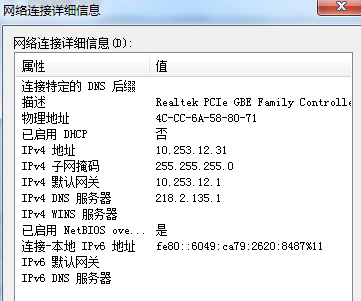 网络连接详细信息
网络连接详细信息(D):
属性 值
连接特定的 DNS 后缀
描述 Realtek PCIe GBE Family Controlle
物理地址 4C-CC-6A-58-80-71
已启用 DHCP 否
IPv4 地址 10.253.12.31
IPv4 子网掩码 255.255.255.0
IPv4 默认网关 10.253.12.1
IPv4 DNS 服务器 218.2.135.1
IPv4 WINS 服务器
已启用 NetBIOS ove... 是
连接-本地 IPv6 地址 fe80::6049:ca79:2620:8487%11
IPv6 默认网关
IPv6 DNS 服务器